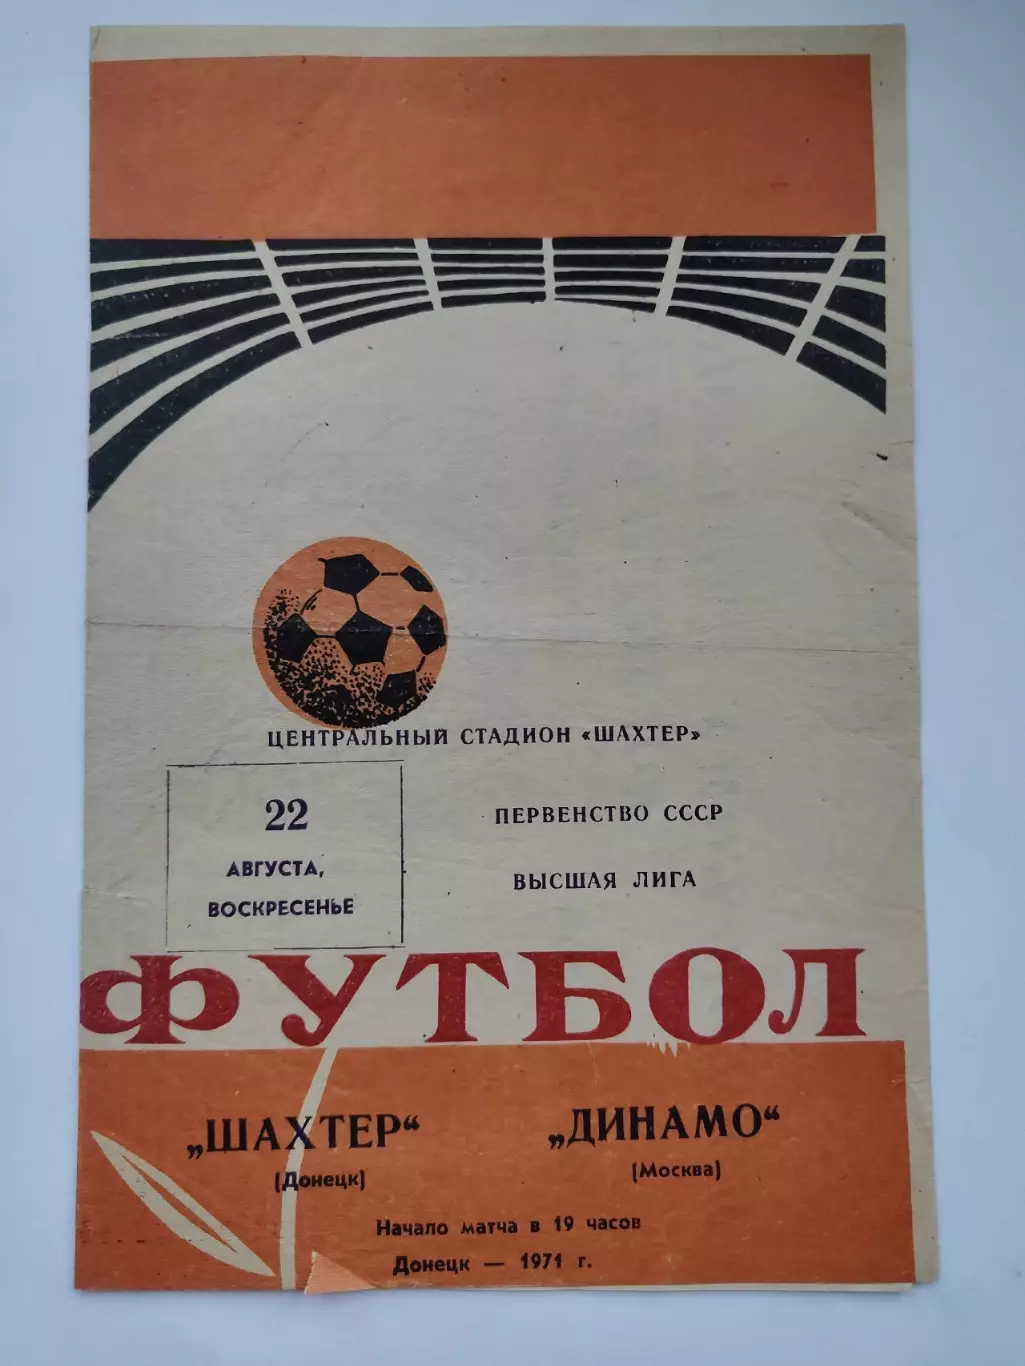 ЦЕНТРАЛЬНЫЙ СТАДИОН «ШАХТЕР»
22
АВГУСТА,
ВОСКРЕСЕНЬЕ
ПЕРВЕНСТВО СССР
ВЫСШАЯ ЛИГА
ФУТБОЛ
„ШАХТЕР“
(Донецк)
„ДИНАМО“
(Москва)
Начало матча в 19 часов
Донецк — 1971 г.